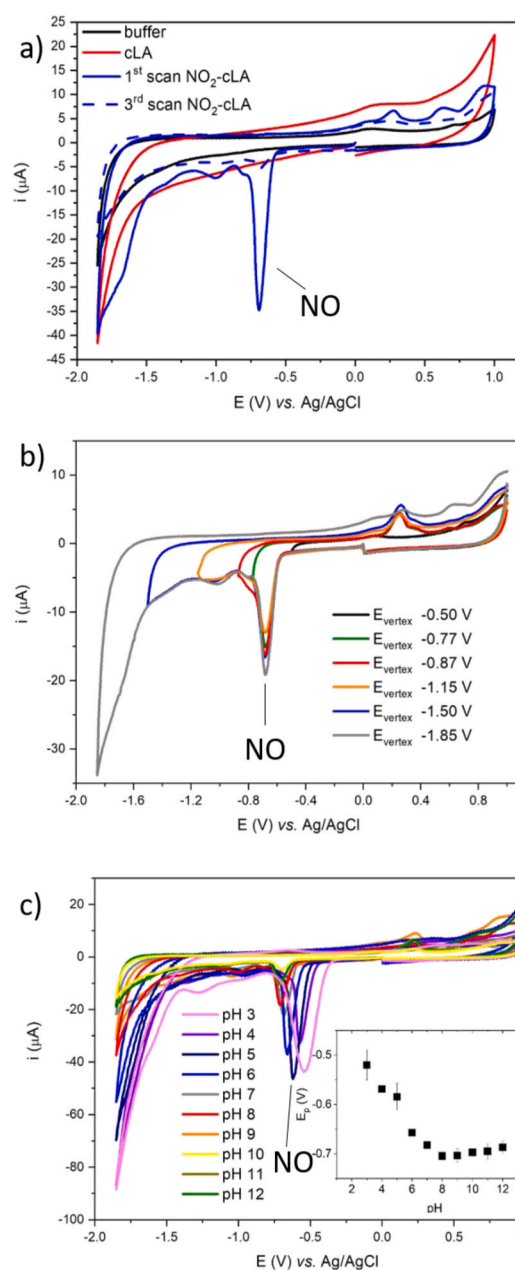 a)
buffer
cLA
1st scan NO2-cLA
3rd scan NO2-cLA
25
20
15
10
5
0
5
10
15
20
25
30
35
40
45
i (µA)
NO
-2.0 -1.5 -1.0 -0.5 0.0 0.5 1.0
E (V) vs. Ag/AgCl
b)
10
0
-10
-20
-30
i (µA)
Evertex -0.50 V
Evertex -0.77 V
Evertex -0.87 V
Evertex -1.15 V
Evertex -1.50 V
Evertex -1.85 V
NO
-2.0 -1.6 -1.2 -0.8 -0.4 0.0 0.4 0.8
E (V) vs. Ag/AgCl
c)
20
0
-20
-40
-60
-80
-100
i (µA)
pH 3
pH 4
pH 5
pH 6
pH 7
pH 8
pH 9
pH 10
pH 11
pH 12
NO
-0.5
-0.6
-0.7
Ep (V)
2 4 6 8 10 12
pH
-2.0 -1.5 -1.0 -0.5 0.0 0.5
E (V) vs. Ag/AgCl